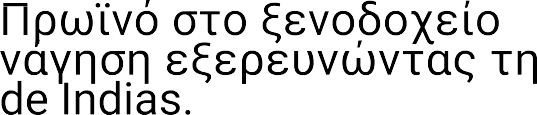 Πρωϊνό στο ξενοδοχείο
νάγηση εξερευνώντας τη
de Indias.